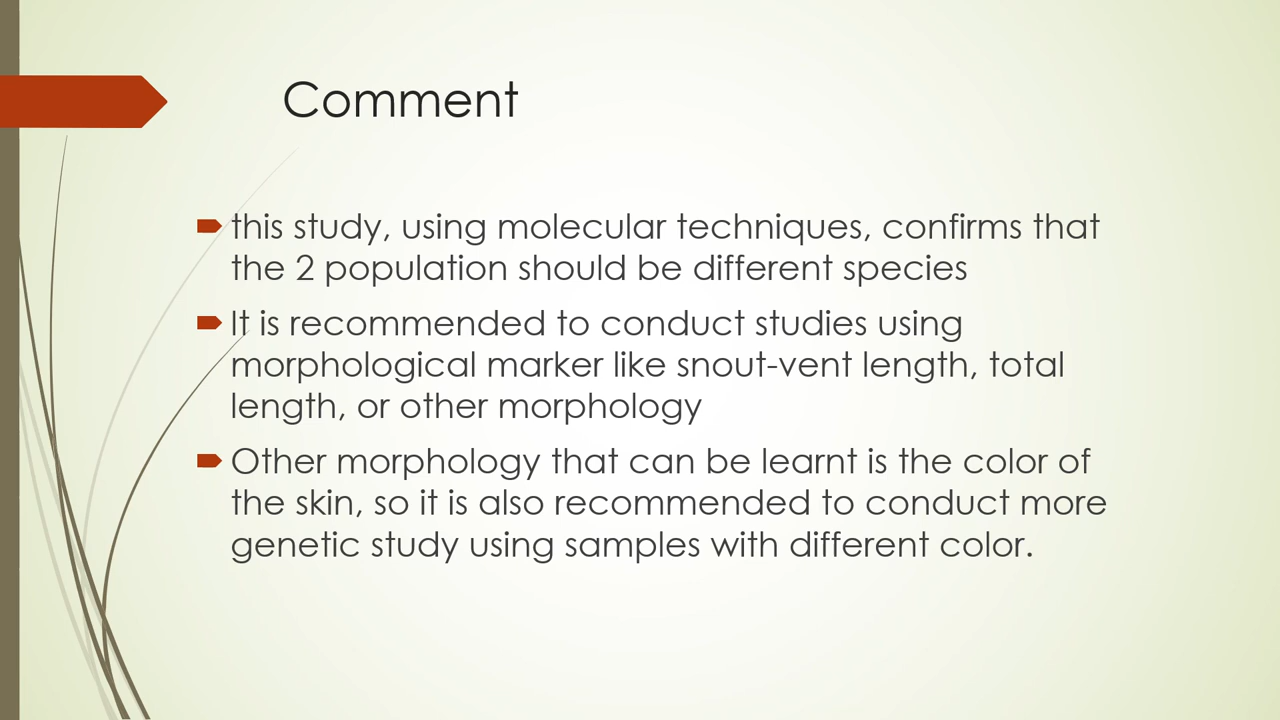 Comment
this study, using molecular techniques, confirms that
the 2 population should be different species
It is recommended to conduct studies using
morphological marker like snout-vent length, total
length, or other morphology
Other morphology that can be learnt is the color of
the skin, so it is also recommended to conduct more
genetic study using samples with different color.